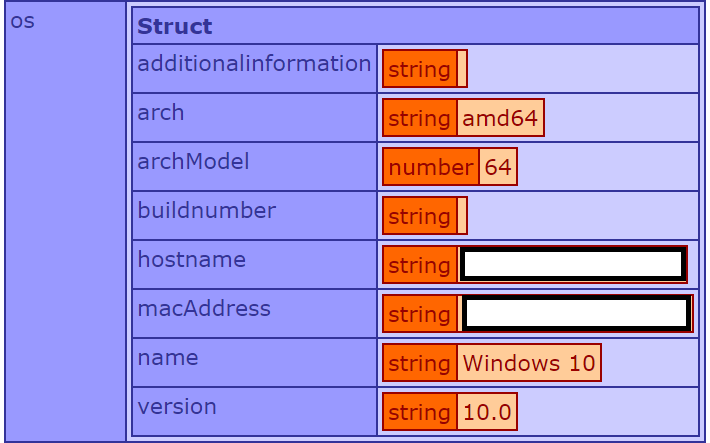 os
Struct
additionalinformation string
arch string amd64
archModel number 64
buildnumber string
hostname string
macAddress string
name string Windows 10
version string 10.0